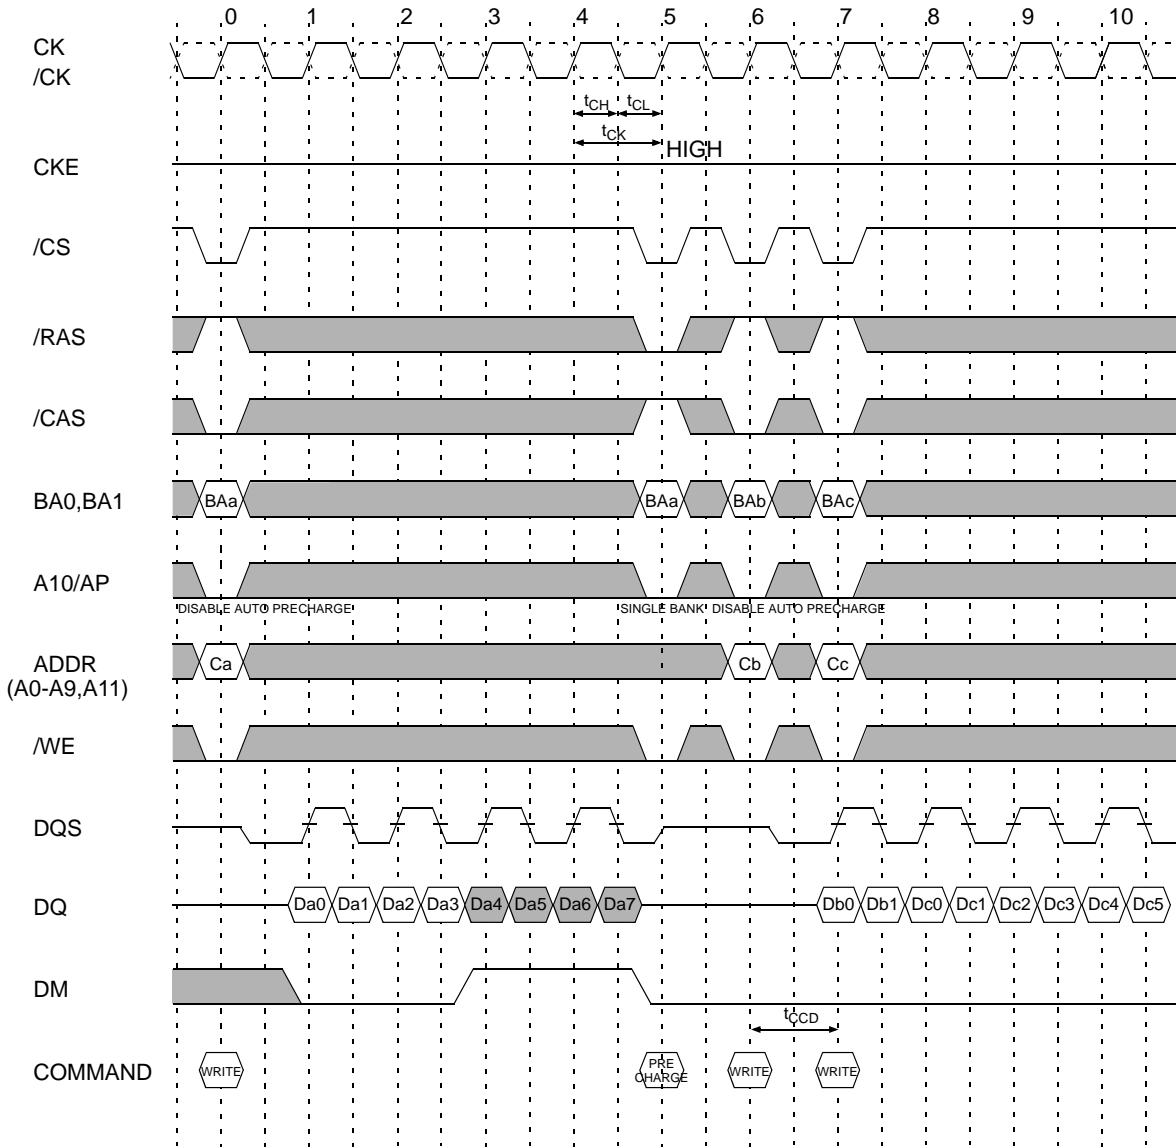 0 1 2 3 4 5 6 7 8 9 10
CK
/CK
tCH tCL
tCK
HIGH
CKE
/CS
/RAS
/CAS
BA0,BA1 BAa BAa BAb BAc
A10/AP
DISABLE AUTO PRECHARGE SINGLE BANK DISABLE AUTO PRECHARGE
ADDR
(A0-A9,A11)
Ca Cb Cc
/WE
DQS
DQ Da0 Da1 Da2 Da3 Da4 Da5 Da6 Da7 Db0 Db1 Dc0 Dc1 Dc2 Dc3 Dc4 Dc5
DM
tCCD
COMMAND WRITE PRE CHARGE WRITE WRITE